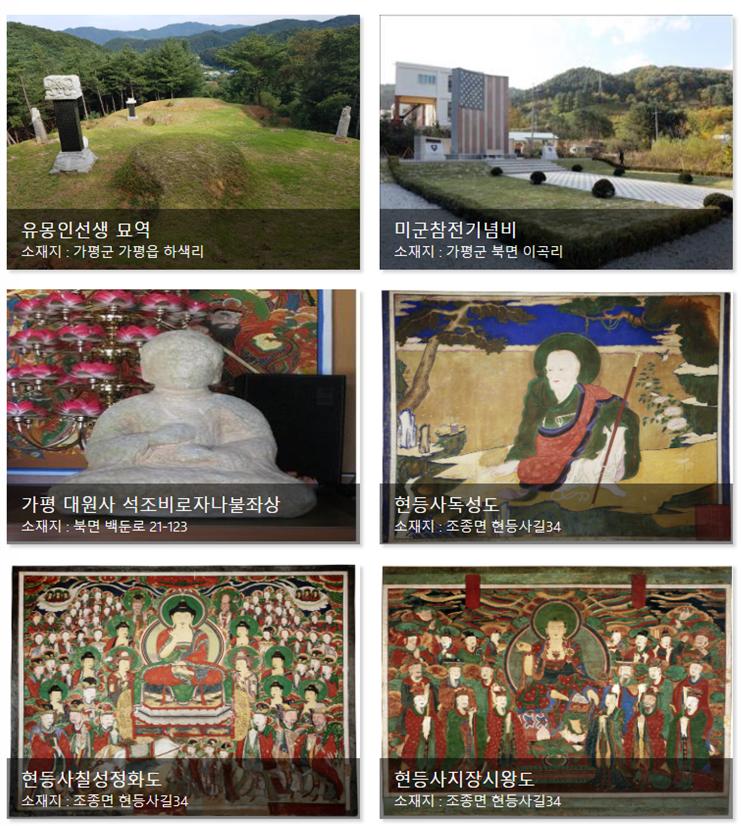 유몽인선생 묘역
소재지 : 가평군 가평읍 하색리
미군참전기념비
소재지 : 가평군 북면 이곡리
가평 대원사 석조비로자나불좌상
소재지 : 북면 백둔로 21-123
현등사독성도
소재지 : 조종면 현등사길34
현등사칠성정화도
소재지 : 조종면 현등사길34
현등사지장시왕도
소재지 : 조종면 현등사길34